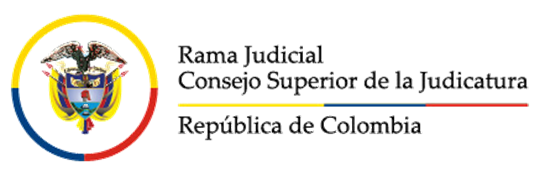 Rama Judicial
Consejo Superior de la Judicatura
República de Colombia